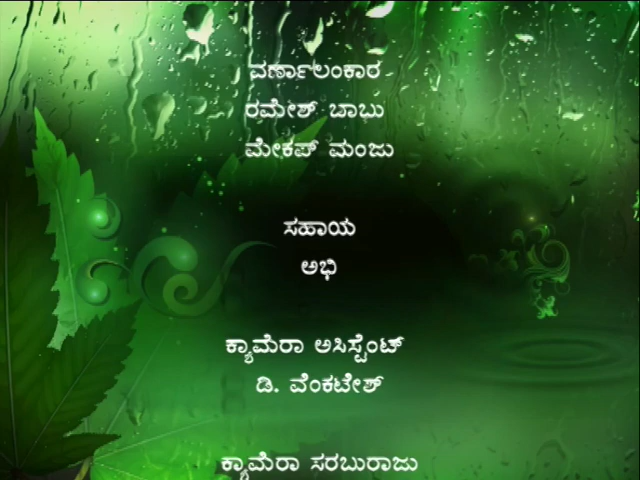 ವರ್ಣಾಲಂಕಾರ
ರಮೇಶ್ ಬಾಬು
ಮೇಕಪ್ ಮಂಜು
ಸಹಾಯ
ಅಭಿ
ಕ್ಯಾಮೆರಾ ಅಸಿಸ್ಟೆಂಟ್
ಡಿ. ವೆಂಕಟೇಶ್
ಕ್ಯಾಮೆರಾ ಸರಬುರಾಜು